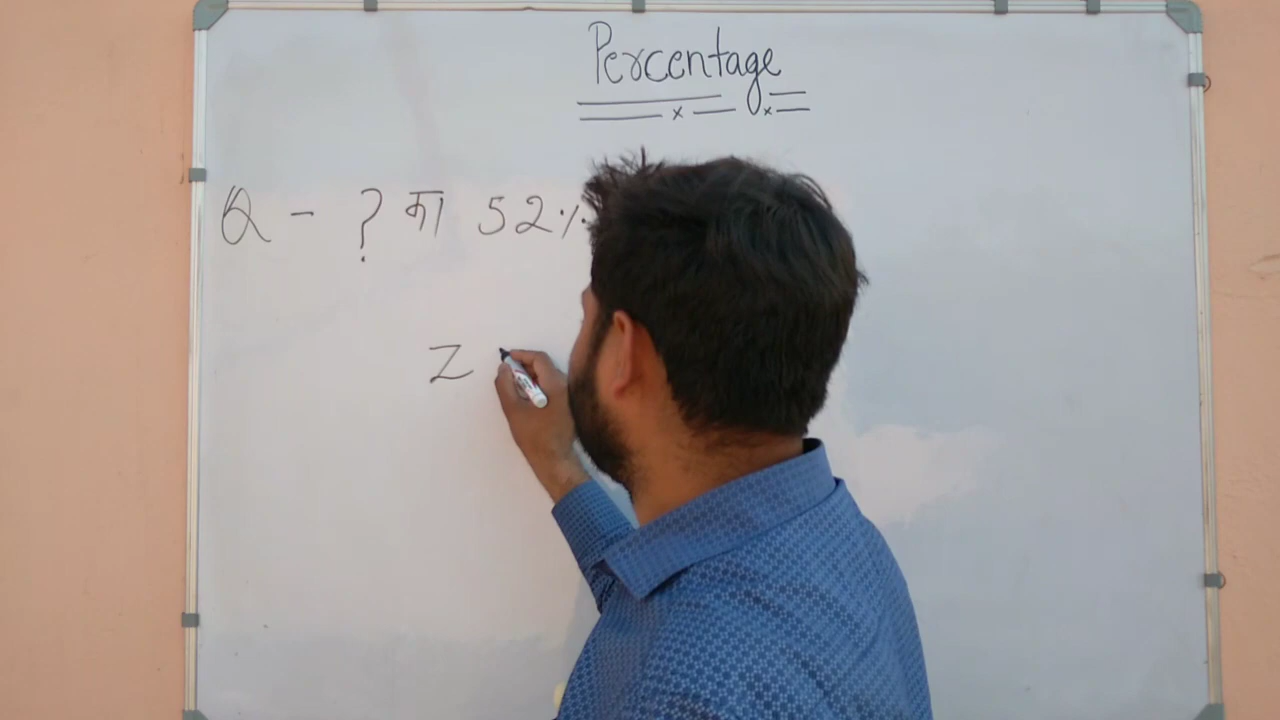 Percentage
Q - ? का 52%
Z